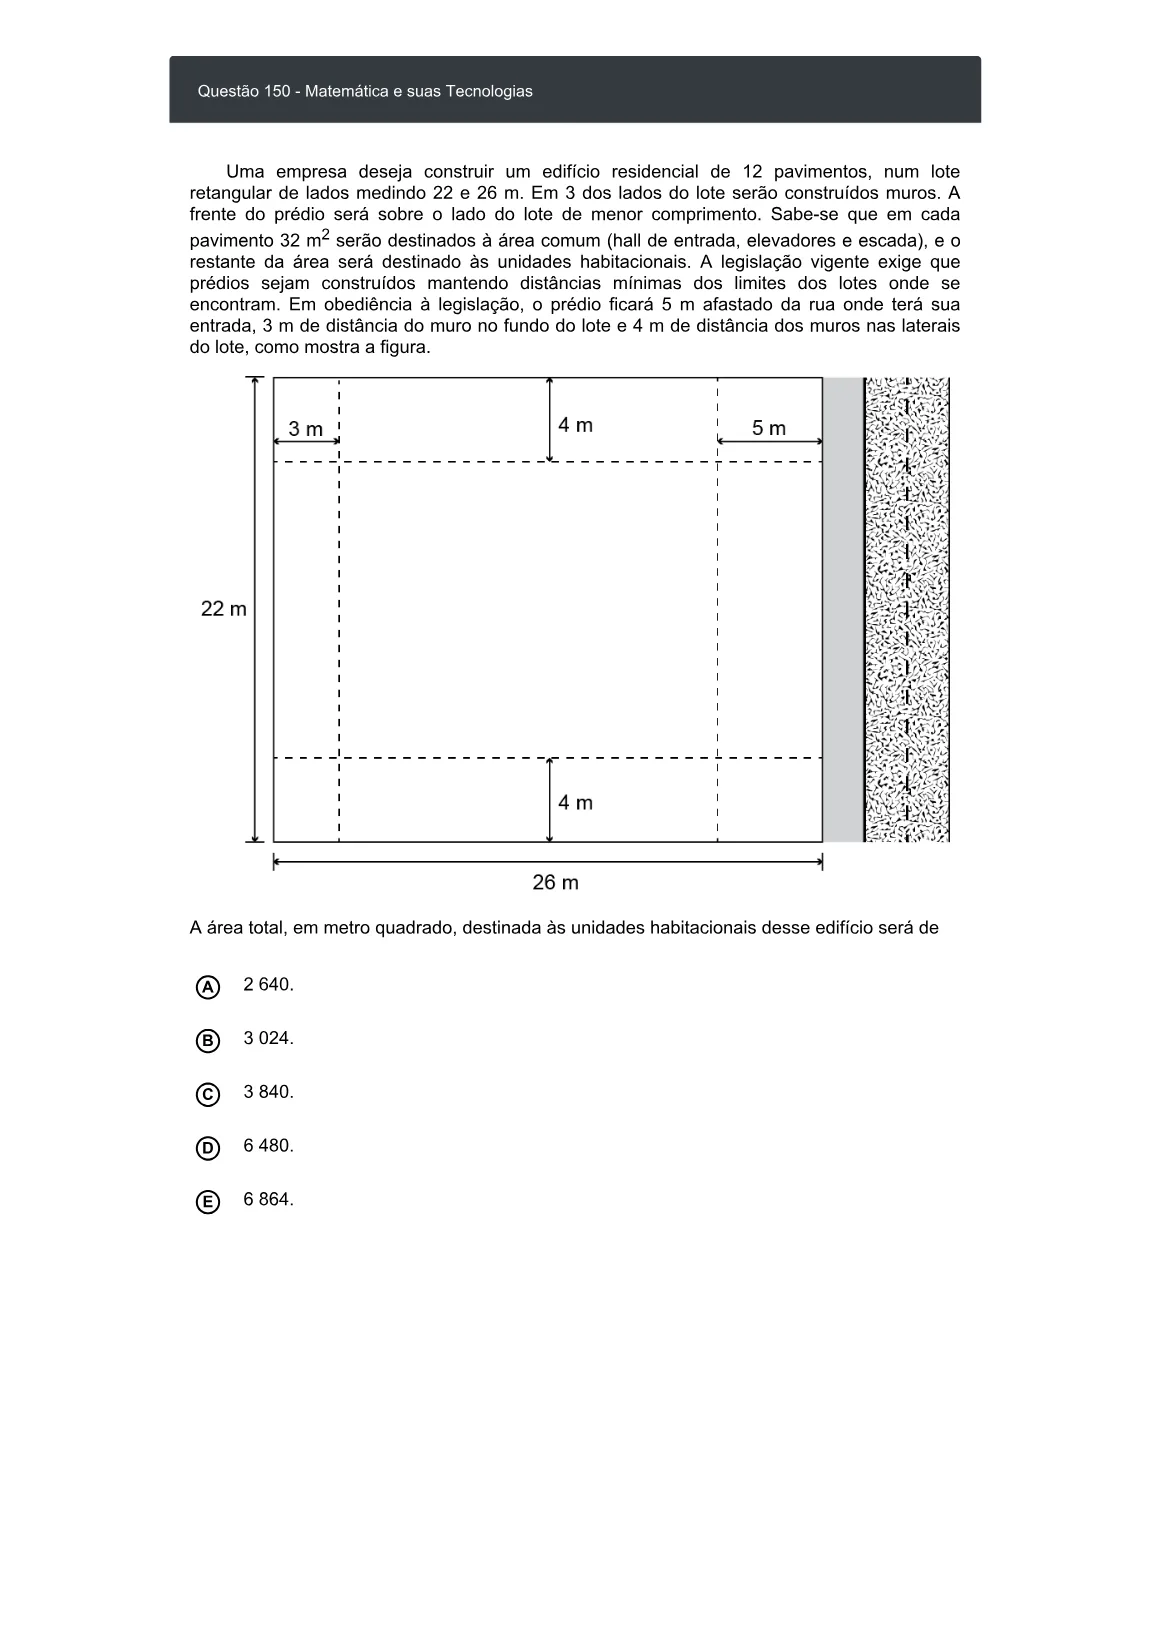 Questão 150 - Matemática e suas Tecnologias
Uma empresa deseja construir um edifício residencial de 12 pavimentos, num lote
retangular de lados medindo 22 e 26 m. Em 3 dos lados do lote serão construídos muros. A
frente do prédio será sobre o lado do lote de menor comprimento. Sabe-se que em cada
pavimento 32 m² serão destinados à área comum (hall de entrada, elevadores e escada), e o
restante da área será destinado às unidades habitacionais. A legislação vigente exige que
prédios sejam construídos mantendo distâncias mínimas dos limites dos lotes onde se
encontram. Em obediência à legislação, o prédio ficará 5 m afastado da rua onde terá sua
entrada, 3 m de distância do muro no fundo do lote e 4 m de distância dos muros nas laterais
do lote, como mostra a figura.
3 m
4 m
5 m
22 m
4 m
26 m
A área total, em metro quadrado, destinada às unidades habitacionais desse edifício será de
A 2 640.
B 3 024.
C 3 840.
D 6 480.
E 6 864.